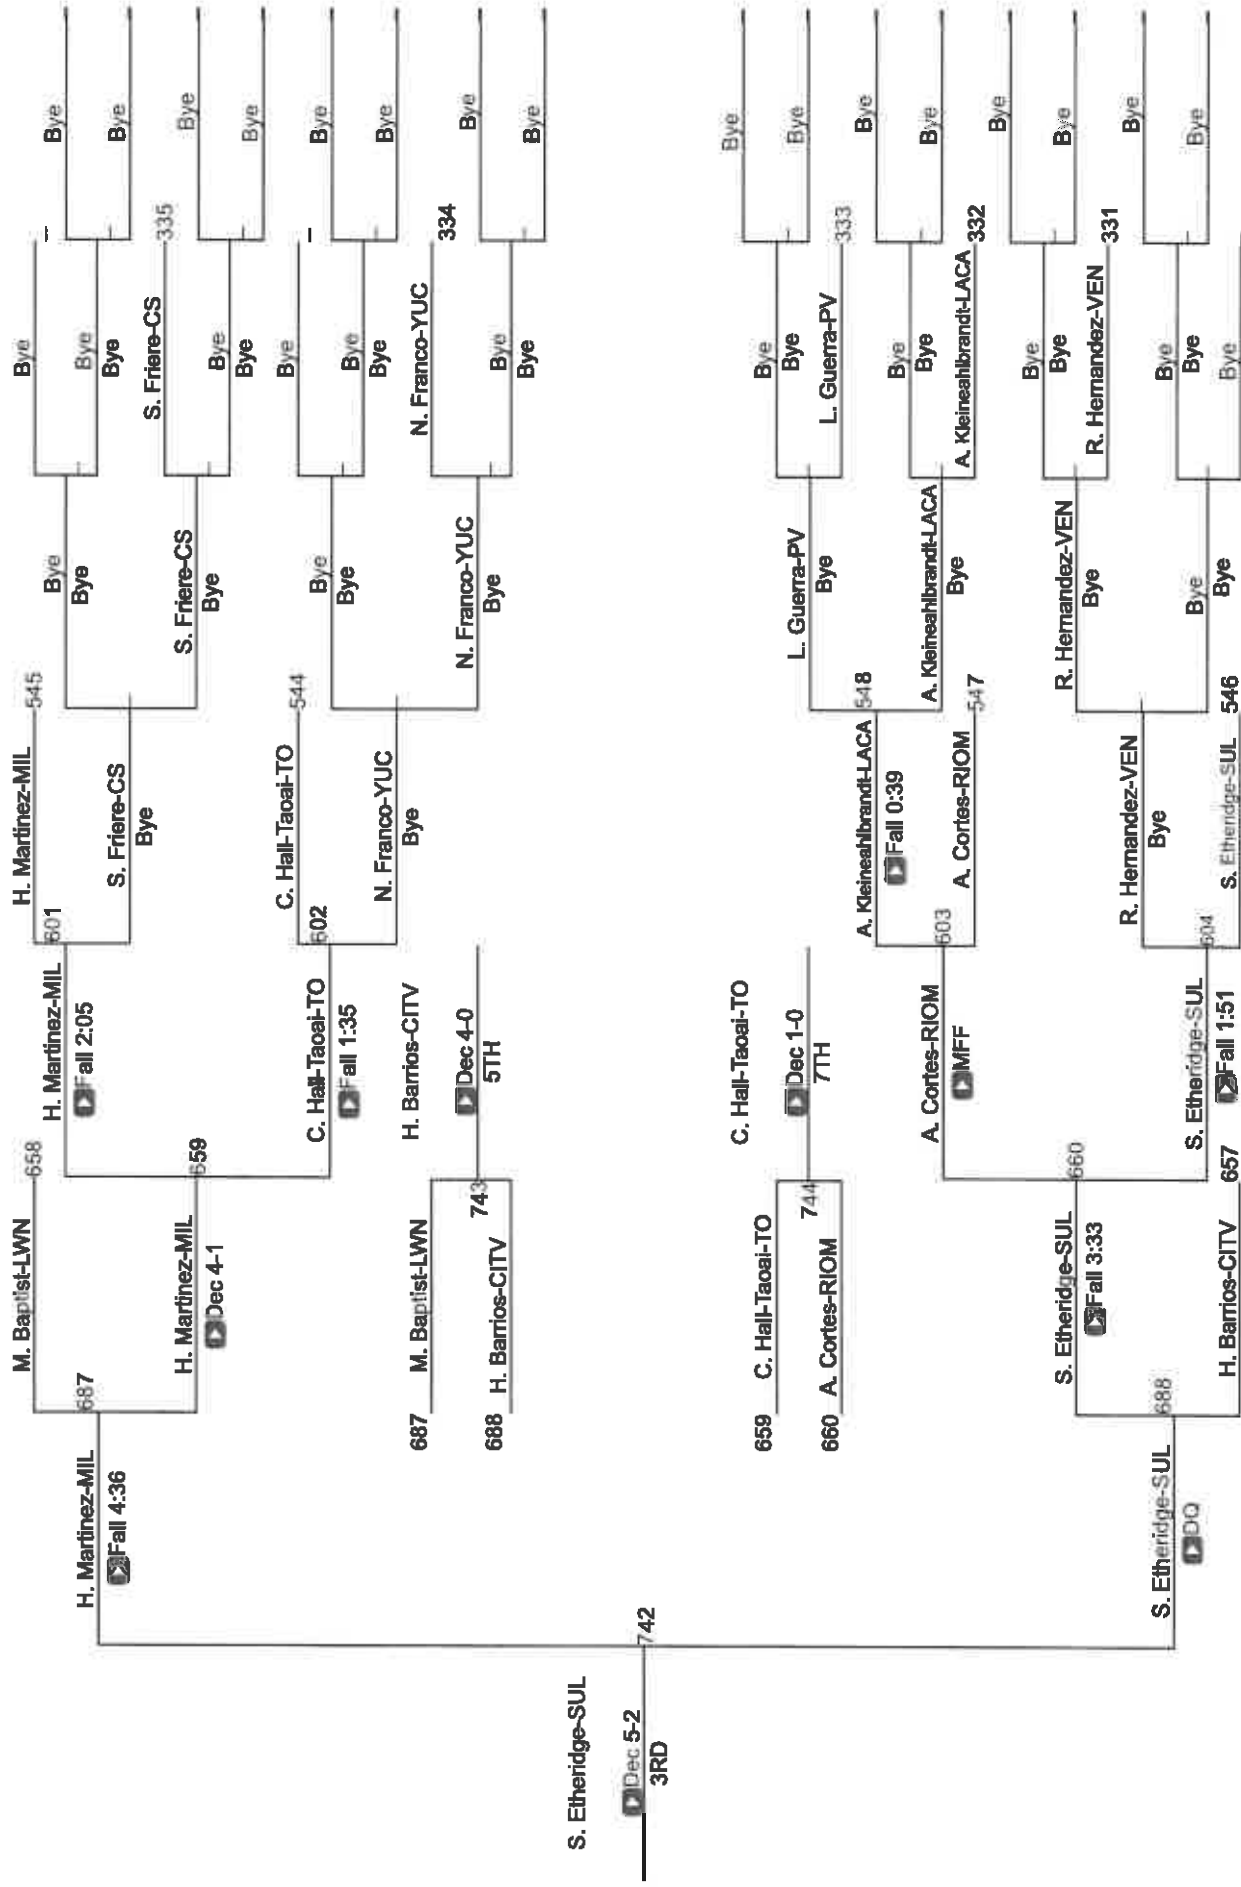 M. Baptist-LWN
H. Martinez-MIL
Bye
658
545
H. Martinez-MIL
601
Bye
Bye
H. Martinez-MIL
687
Fall 2:05
Bye
Bye
Fall 4:36
S. Friere-CS
Bye
Bye
Bye
S. Friere-CS
335
H. Martinez-MIL
659
S. Friere-CS
Bye
Dec 4-1
Bye
Bye
Bye
Bye
C. Hall-Taoai-TO
544
Bye
C. Hall-Taoai-TO
602
Bye
Bye
Fall 1:35
Bye
Bye
N. Franco-YUC
Bye
Bye
H. Barrios-CITV
Bye
687 M. Baptist-LWN
N. Franco-YUC
334
Dec 4-0
N. Franco-YUC
Bye
743
688 H. Barrios-CITV
5TH
Bye
Bye
Bye
Bye
S. Etheridge-SUL
Dec 5-2
742
3RD
C. Hall-Taoai-TO
Bye
659 C. Hall-Taoai-TO
Bye
Dec 1-0
L. Guerra-PV
Bye
Bye
744
7TH
660 A. Cortes-RIOM
Bye
L. Guerra-PV
333
A. Kleineahlbrandt-LACA
548
Bye
Bye
Fall 0:39
Bye
A. Cortes-RIOM
603
A. Kleineahlbrandt-LACA
Bye
MFF
A. Cortes-RIOM
547
Bye
A. Kleineahlbrandt-LACA
332
Bye
Bye
S. Etheridge-SUL
660
R. Hernandez-VEN
Bye
Bye
Fall 3:33
Bye
R. Hernandez-VEN
331
R. Hernandez-VEN
Bye
S. Etheridge-SUL
688
Bye
Bye
DQ
S. Etheridge-SUL
604
Bye
Bye
Bye
H. Barrios-CITV
657
Fall 1:51
S. Etheridge-SUL
546
Bye
Bye